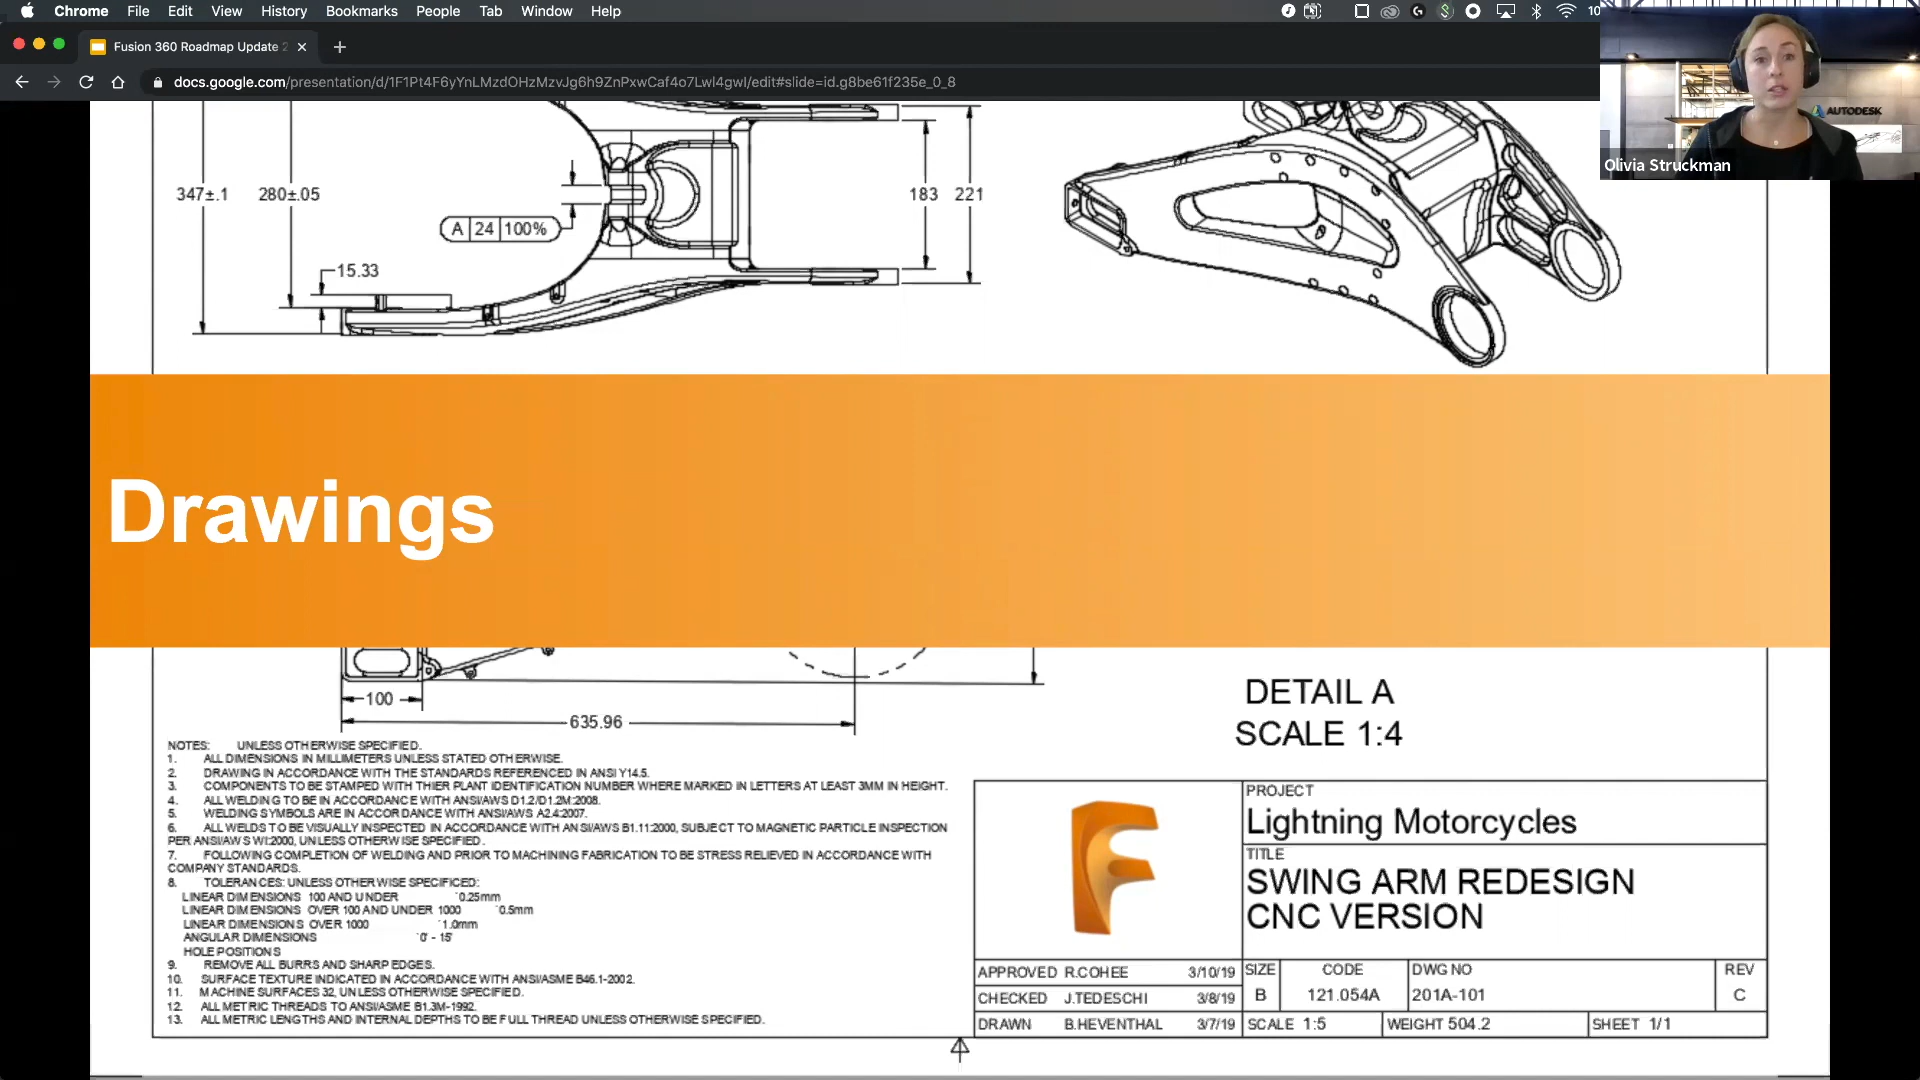 Chrome File Edit View History Bookmarks People Tab Window Help
10
Fusion 360 Roadmap Update 2
docs.google.com/presentation/d/1F1Pt4F6yYnLMzdOHzMzvJg6h9ZnPxwCaf4o7LwI4gwI/edit#slide=id.g8be61f235e_0_8
AUTODESK
Olivia Struckman
347±.1
280±.05
A 24 100%
183
221
15.33
Drawings
100
635.96
DETAIL A
SCALE 1:4
NOTES: UNLESS OTHERWISE SPECIFIED.
1. ALL DIMENSIONS IN MILLIMETERS UNLESS STATED OTHERWISE.
2. DRAWING IN ACCORDANCE WITH THE STANDARDS REFERENCED IN ANSI Y14.5.
3. COMPONENTS TO BE STAMPED WITH THIER PLANT IDENTIFICATION NUMBER WHERE MARKED IN LETTERS AT LEAST 3MM IN HEIGHT.
4. ALL WELDING TO BE IN ACCORDANCE WITH ANSI/AWS D1.2/D1.2M:2008.
5. WELDING SYMBOLS ARE IN ACCORDANCE WITH ANSI/AWS A2.4:2007.
6. ALL WELDS TO BE VISUALLY INSPECTED IN ACCORDANCE WITH ANSI/AWS B1.11:2000, SUBJECT TO MAGNETIC PARTICLE INSPECTION
PER ANSI/AWS WI:2000, UNLESS OTHERWISE SPECIFIED.
7. FOLLOWING COMPLETION OF WELDING AND PRIOR TO MACHINING FABRICATION TO BE STRESS RELIEVED IN ACCORDANCE WITH
COMPANY STANDARDS.
8. TOLERANCES: UNLESS OTHERWISE SPECIFICED:
LINEAR DIMENSIONS 100 AND UNDER `0.25mm
LINEAR DIMENSIONS OVER 100 AND UNDER 1000 `0.5mm
LINEAR DIMENSIONS OVER 1000 `1.0mm
ANGULAR DIMENSIONS `0' - 15'
HOLE POSITIONS
9. REMOVE ALL BURRS AND SHARP EDGES.
10. SURFACE TEXTURE INDICATED IN ACCORDANCE WITH ANSI/ASME B46.1-2002.
11. MACHINE SURFACES 32, UNLESS OTHERWISE SPECIFIED.
12. ALL METRIC THREADS TO ANSI/ASME B1.3M-1992.
13. ALL METRIC LENGTHS AND INTERNAL DEPTHS TO BE FULL THREAD UNLESS OTHERWISE SPECIFIED.
PROJECT
Lightning Motorcycles
TITLE
SWING ARM REDESIGN
CNC VERSION
APPROVED R.COHEE 3/10/19
CHECKED J.TEDESCHI 3/8/19
DRAWN B.HEVENTHAL 3/7/19
SIZE CODE DWG NO REV
B 121.054A 201A-101 C
SCALE 1:5 WEIGHT 504.2 SHEET 1/1